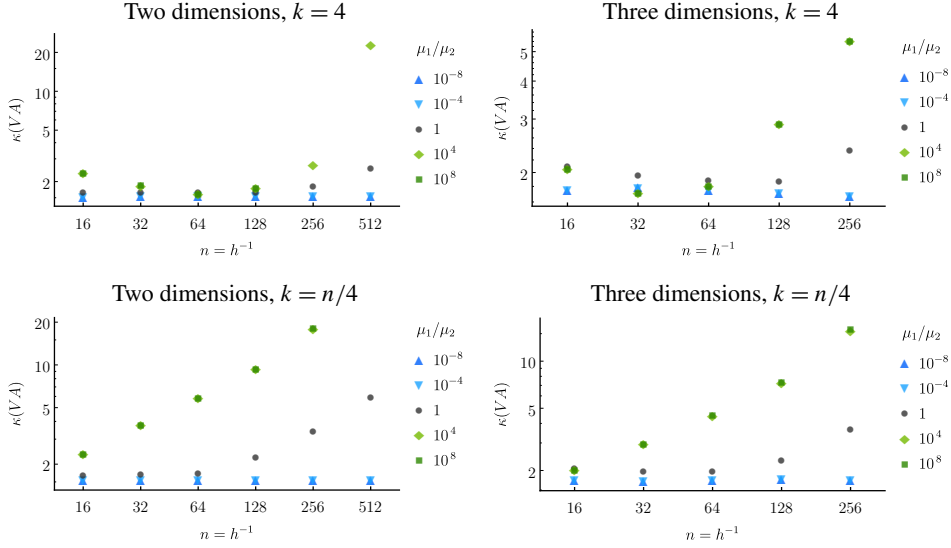 Two dimensions, k = 4
κ(VA)
20
10
5
2
16 32 64 128 256 512
n = h⁻¹
μ₁/μ₂
10⁻⁸
10⁻⁴
1
10⁴
10⁸
Three dimensions, k = 4
κ(VA)
5
4
3
2
16 32 64 128 256
n = h⁻¹
μ₁/μ₂
10⁻⁸
10⁻⁴
1
10⁴
10⁸
Two dimensions, k = n/4
κ(VA)
20
10
5
2
16 32 64 128 256 512
n = h⁻¹
μ₁/μ₂
10⁻⁸
10⁻⁴
1
10⁴
10⁸
Three dimensions, k = n/4
κ(VA)
10
5
2
16 32 64 128 256
n = h⁻¹
μ₁/μ₂
10⁻⁸
10⁻⁴
1
10⁴
10⁸